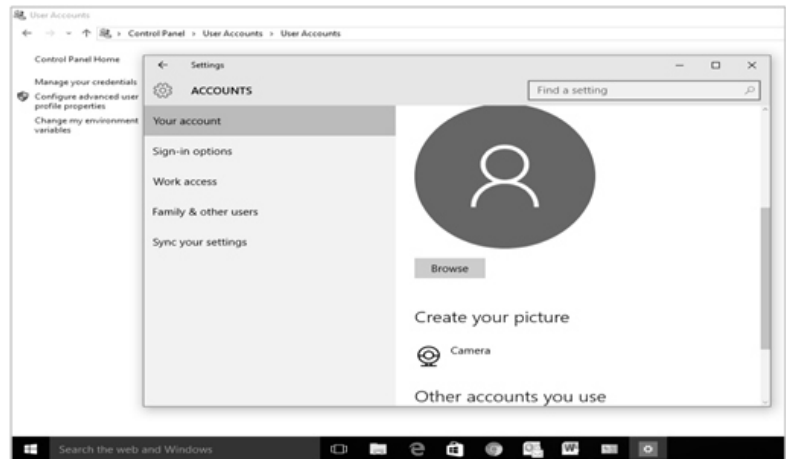 User Accounts
Control Panel > User Accounts > User Accounts
Control Panel Home
Manage your credentials
Configure advanced user
profile properties
Change my environment
variables
Settings
ACCOUNTS
Find a setting
Your account
Sign-in options
Work access
Family & other users
Sync your settings
Browse
Create your picture
Camera
Other accounts you use
Search the web and Windows